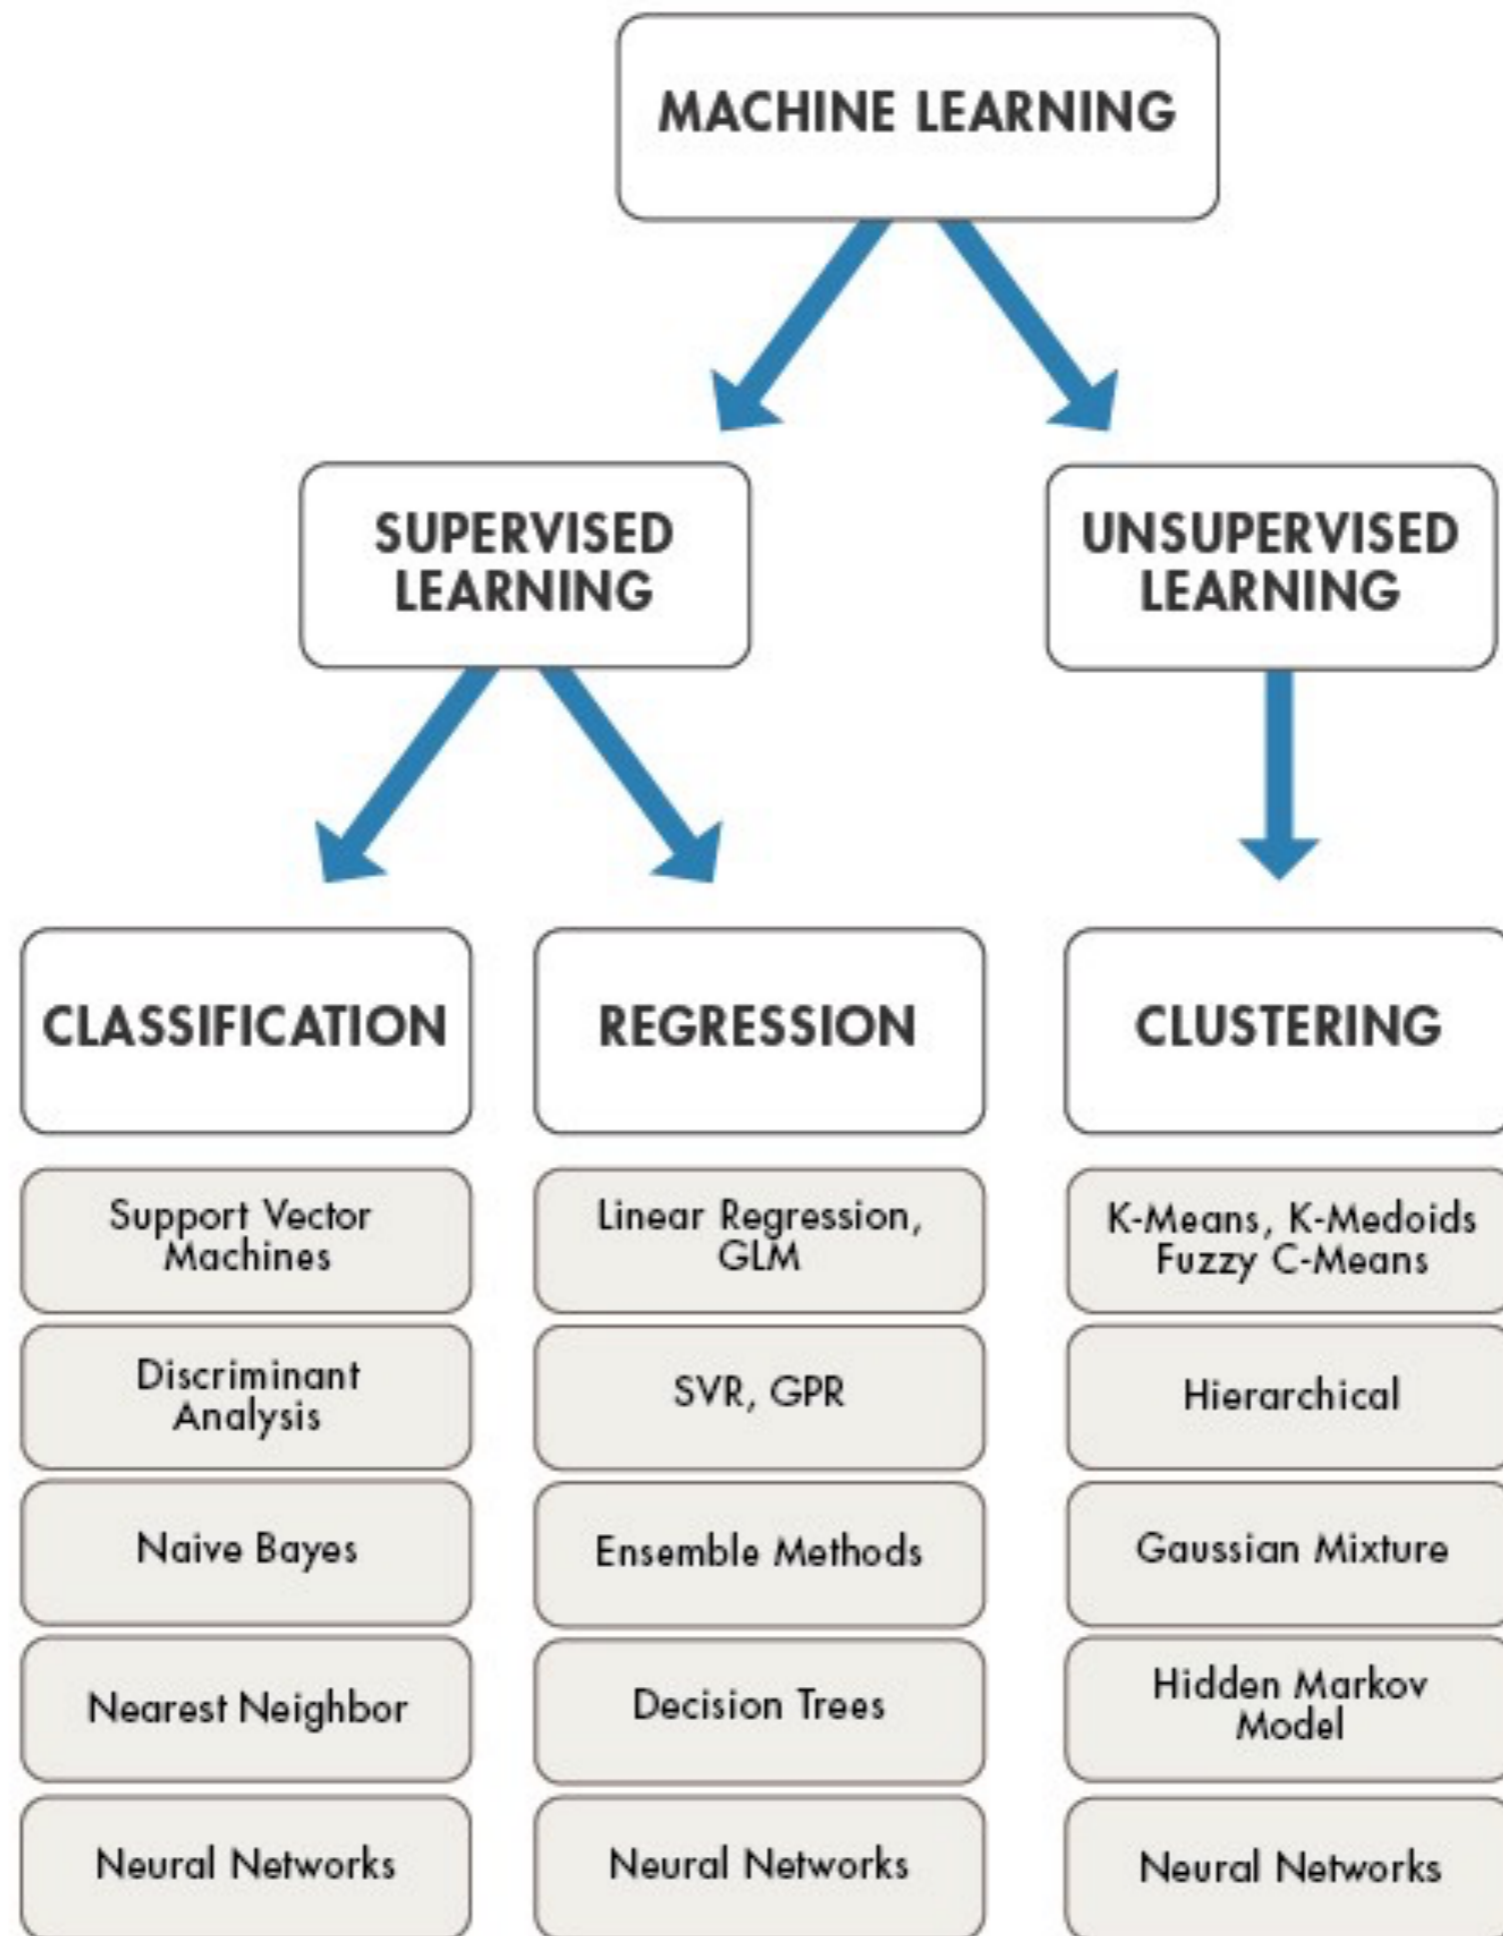 MACHINE LEARNING
SUPERVISED
LEARNING
UNSUPERVISED
LEARNING
CLASSIFICATION
REGRESSION
CLUSTERING
Support Vector
Machines
Linear Regression,
GLM
K-Means, K-Medoids
Fuzzy C-Means
Discriminant
Analysis
SVR, GPR
Hierarchical
Naive Bayes
Ensemble Methods
Gaussian Mixture
Nearest Neighbor
Decision Trees
Hidden Markov
Model
Neural Networks
Neural Networks
Neural Networks